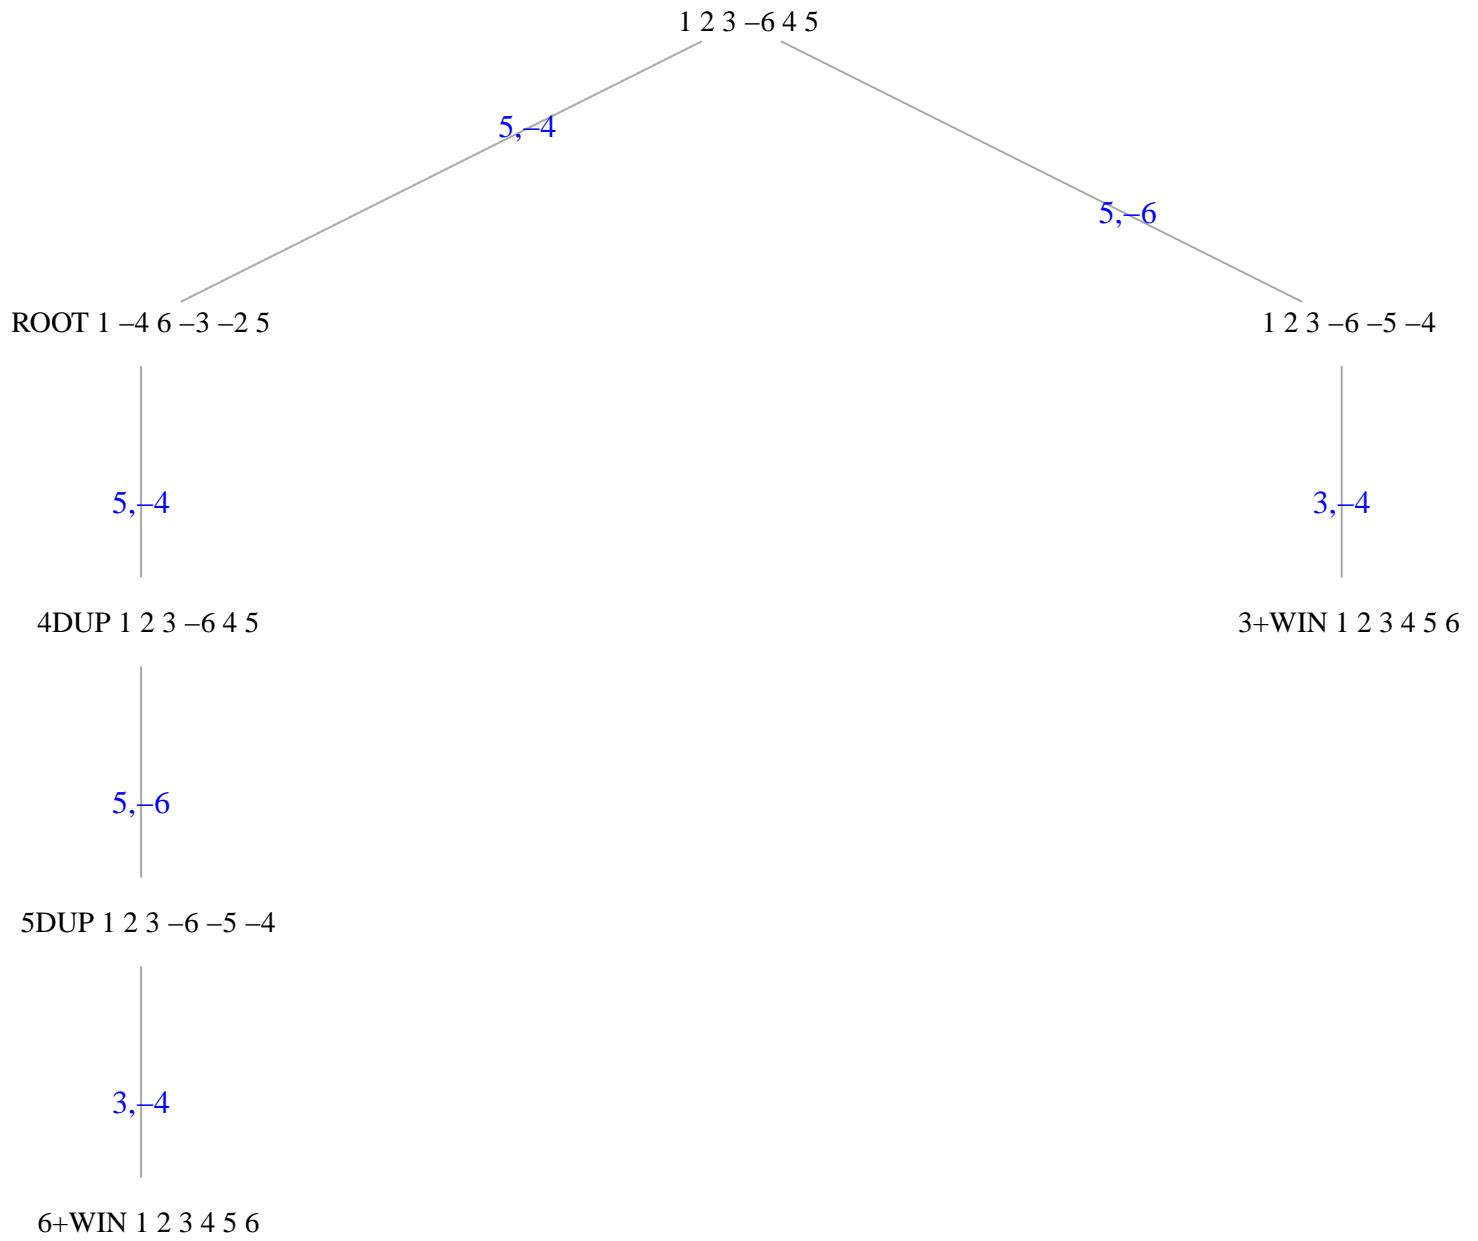 1 2 3 –6 4 5
5,–4
5,–6
ROOT 1 –4 6 –3 –2 5
1 2 3 –6 –5 –4
5,–4
3,–4
4DUP 1 2 3 –6 4 5
3+WIN 1 2 3 4 5 6
5,–6
5DUP 1 2 3 –6 –5 –4
3,–4
6+WIN 1 2 3 4 5 6